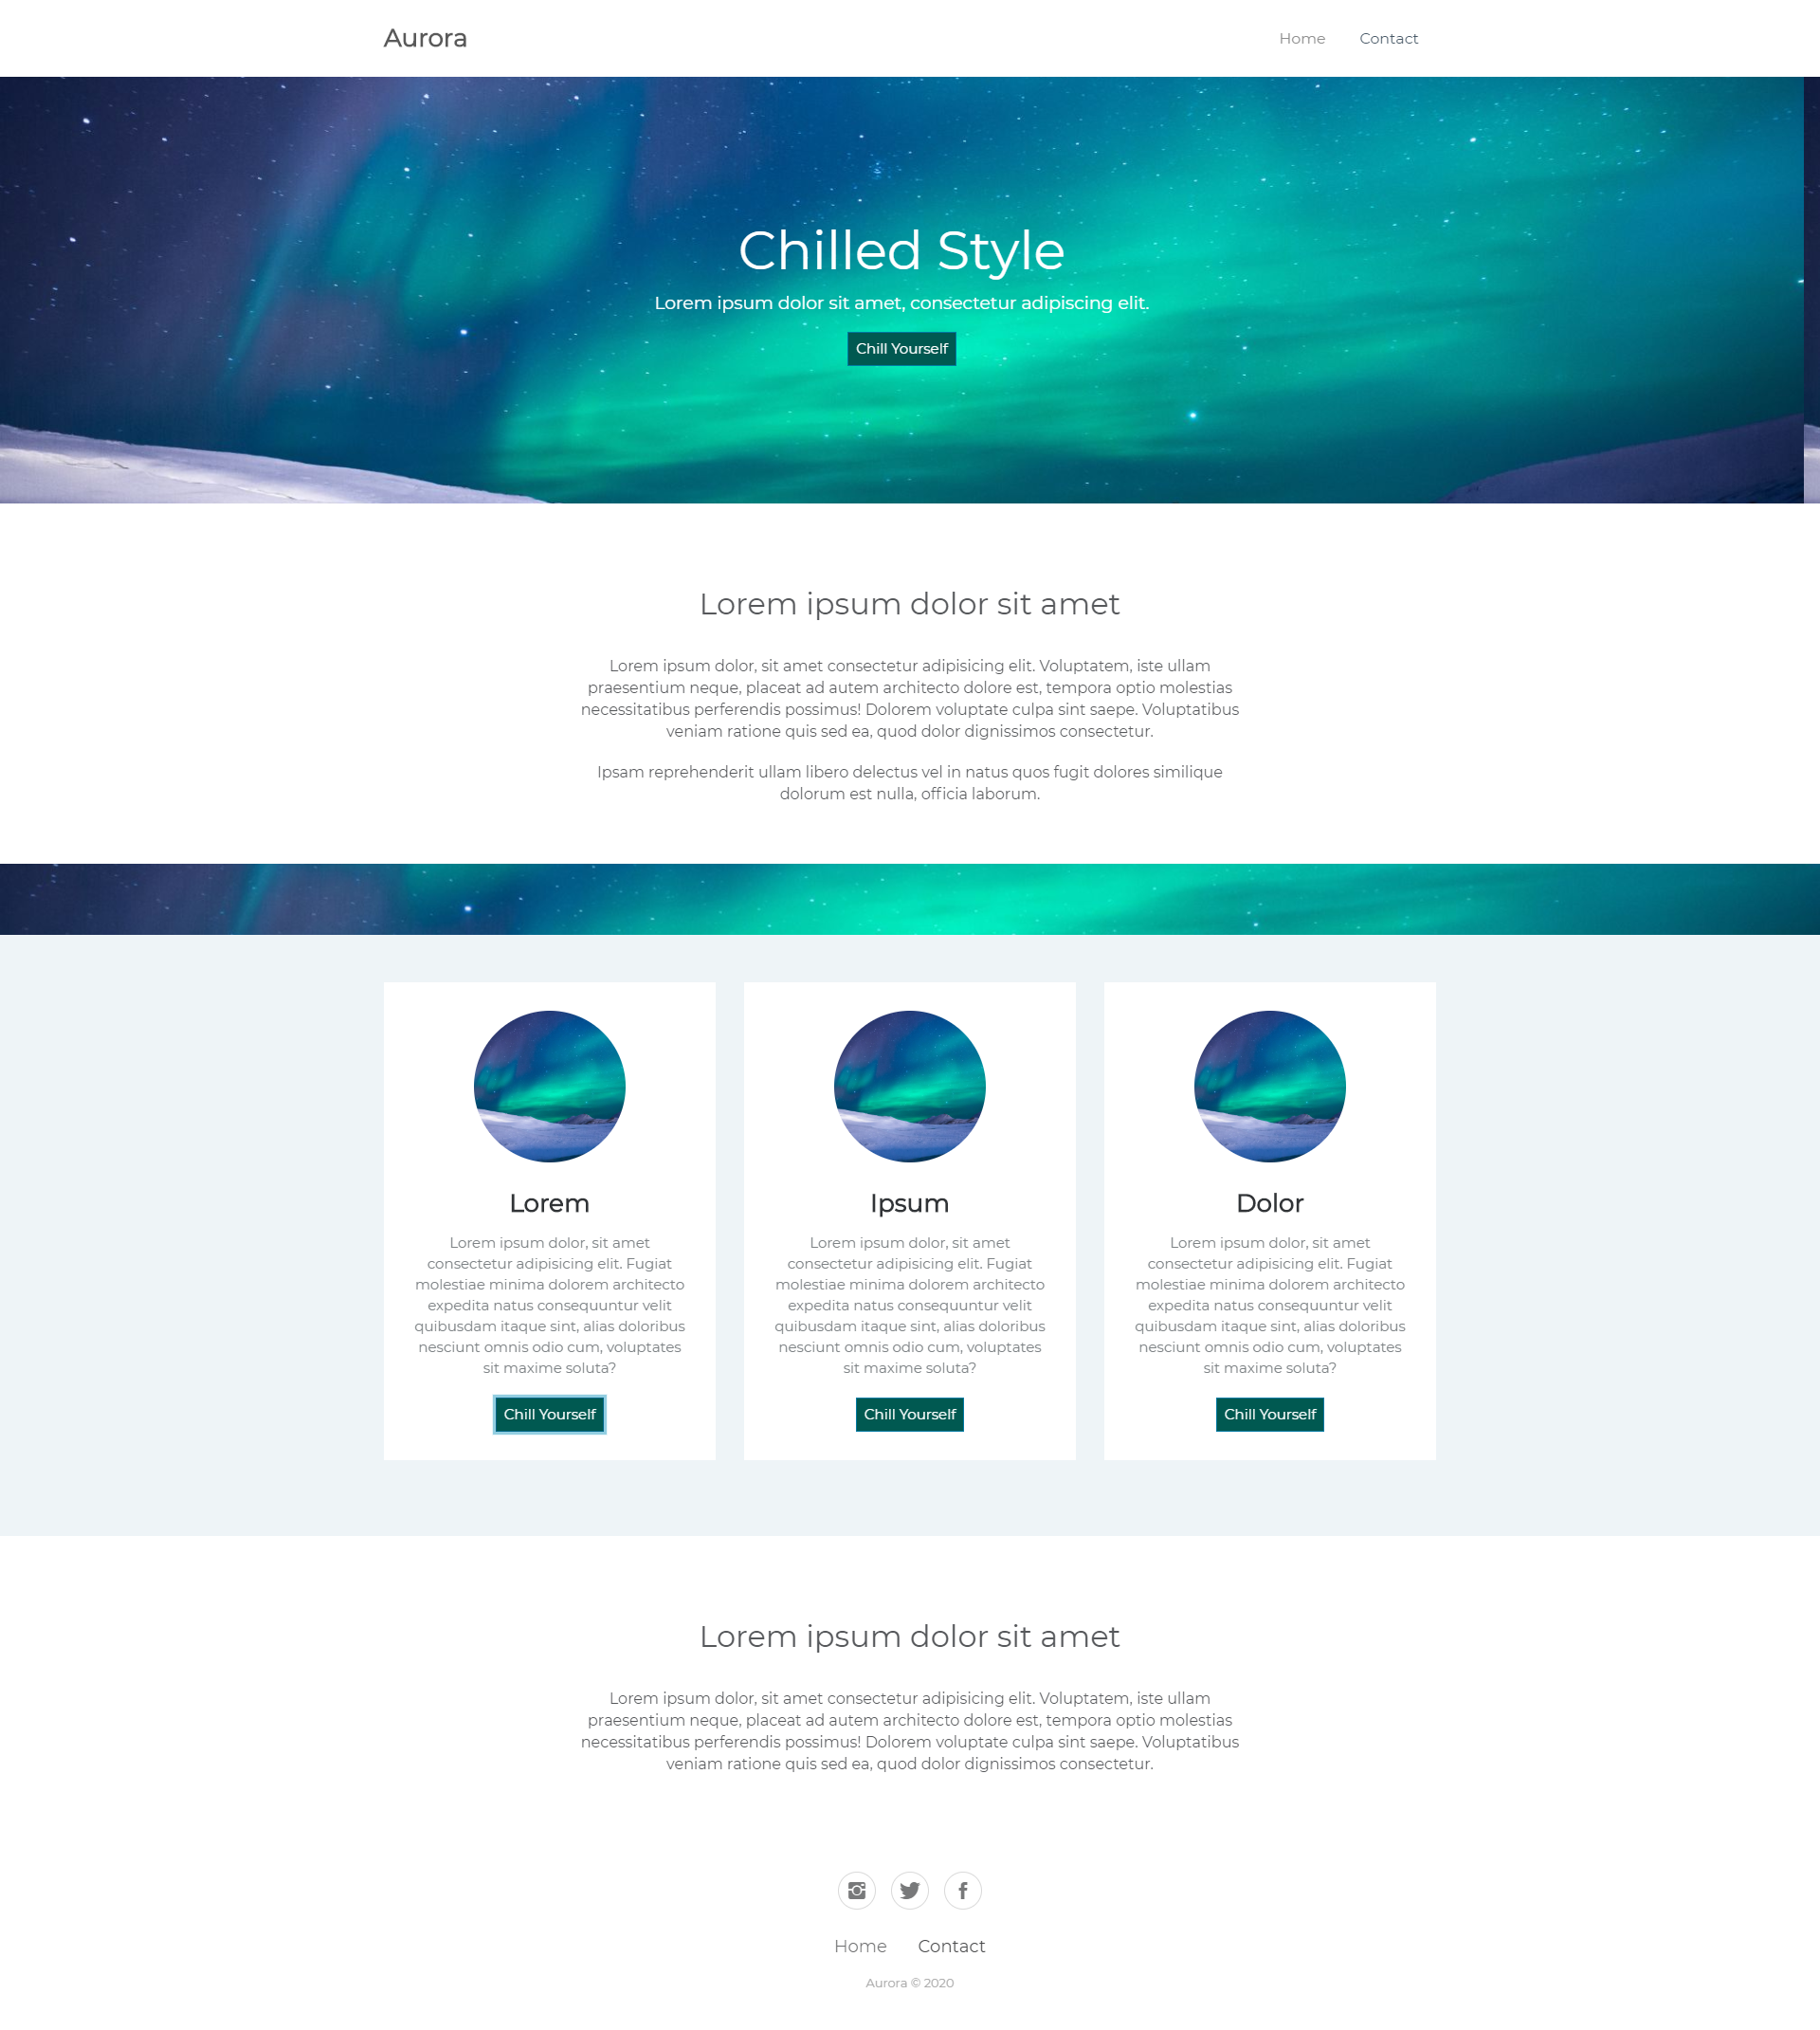 Aurora
Home Contact
Chilled Style
Lorem ipsum dolor sit amet, consectetur adipiscing elit.
Chill Yourself
Lorem ipsum dolor sit amet
Lorem ipsum dolor, sit amet consectetur adipisicing elit. Voluptatem, iste ullam
praesentium neque, placeat ad autem architecto dolore est, tempora optio molestias
necessitatibus perferendis possimus! Dolorem voluptate culpa sint saepe. Voluptatibus
veniam ratione quis sed ea, quod dolor dignissimos consectetur.
Ipsam reprehenderit ullam libero delectus vel in natus quos fugit dolores similique
dolorum est nulla, officia laborum.
Lorem
Lorem ipsum dolor, sit amet
consectetur adipisicing elit. Fugiat
molestiae minima dolorem architecto
expedita natus consequuntur velit
quibusdam itaque sint, alias doloribus
nesciunt omnis odio cum, voluptates
sit maxime soluta?
Chill Yourself
Ipsum
Lorem ipsum dolor, sit amet
consectetur adipisicing elit. Fugiat
molestiae minima dolorem architecto
expedita natus consequuntur velit
quibusdam itaque sint, alias doloribus
nesciunt omnis odio cum, voluptates
sit maxime soluta?
Chill Yourself
Dolor
Lorem ipsum dolor, sit amet
consectetur adipisicing elit. Fugiat
molestiae minima dolorem architecto
expedita natus consequuntur velit
quibusdam itaque sint, alias doloribus
nesciunt omnis odio cum, voluptates
sit maxime soluta?
Chill Yourself
Lorem ipsum dolor sit amet
Lorem ipsum dolor, sit amet consectetur adipisicing elit. Voluptatem, iste ullam
praesentium neque, placeat ad autem architecto dolore est, tempora optio molestias
necessitatibus perferendis possimus! Dolorem voluptate culpa sint saepe. Voluptatibus
veniam ratione quis sed ea, quod dolor dignissimos consectetur.
Home Contact
Aurora © 2020